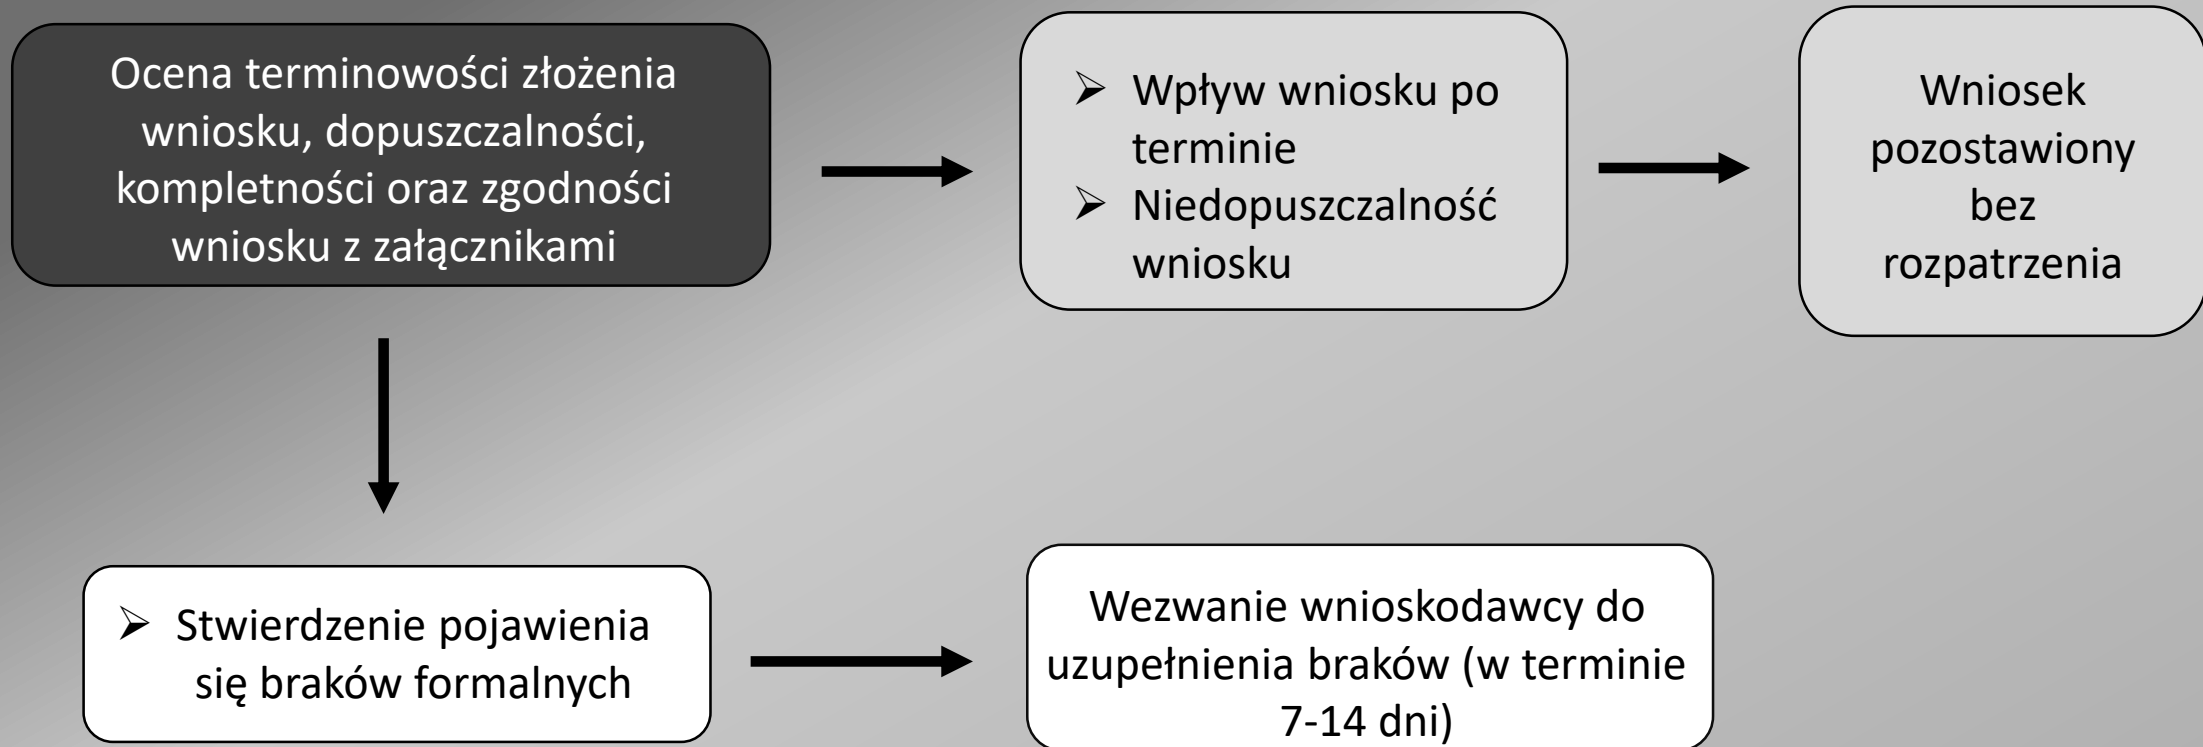 Ocena terminowości złożenia
wniosku, dopuszczalności,
kompletności oraz zgodności
wniosku z załącznikami
➢ Wpływ wniosku po
terminie
➢ Niedopuszczalność
wniosku
Wniosek
pozostawiony
bez
rozpatrzenia
➢ Stwierdzenie pojawienia
się braków formalnych
Wezwanie wnioskodawcy do
uzupełnienia braków (w terminie
7-14 dni)